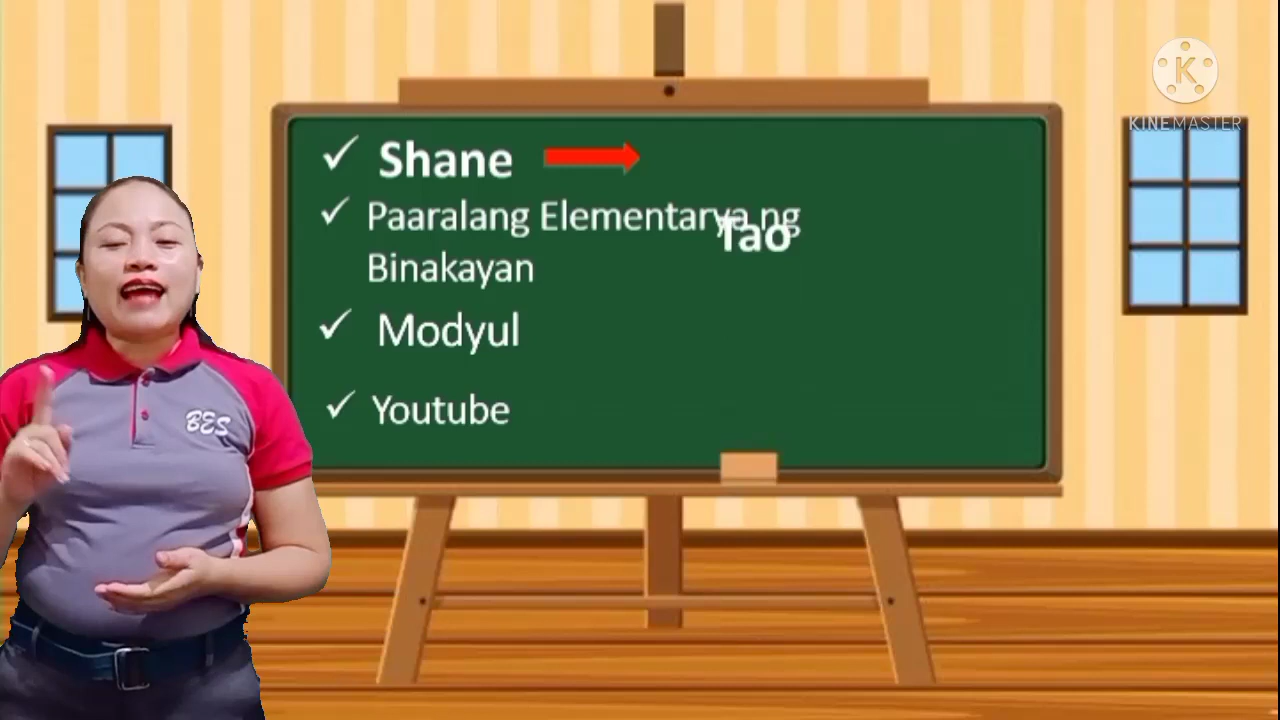 KINEMASTER
Shane
Paaralang Elementarya ng
Tao
Binakayan
Modyul
Youtube
BES